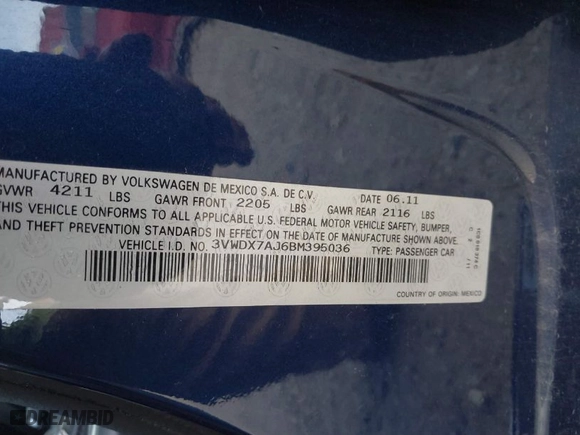 MANUFACTURED BY VOLKSWAGEN DE MEXICO S.A. DE C.V. DATE 06.11
GVWR 4211 LBS GAWR FRONT 2205 LBS GAWR REAR 2116 LBS
THIS VEHICLE CONFORMS TO ALL APPLICABLE U.S. FEDERAL MOTOR VEHICLE SAFETY, BUMPER,
AND THEFT PREVENTION STANDARDS IN EFFECT ON THE DATE OF MANUFACTURE SHOWN ABOVE.
VEHICLE I.D. NO. 3VWDX7AJ6BM395036 TYPE: PASSENGER CAR
COUNTRY OF ORIGIN: MEXICO
DREAMBID